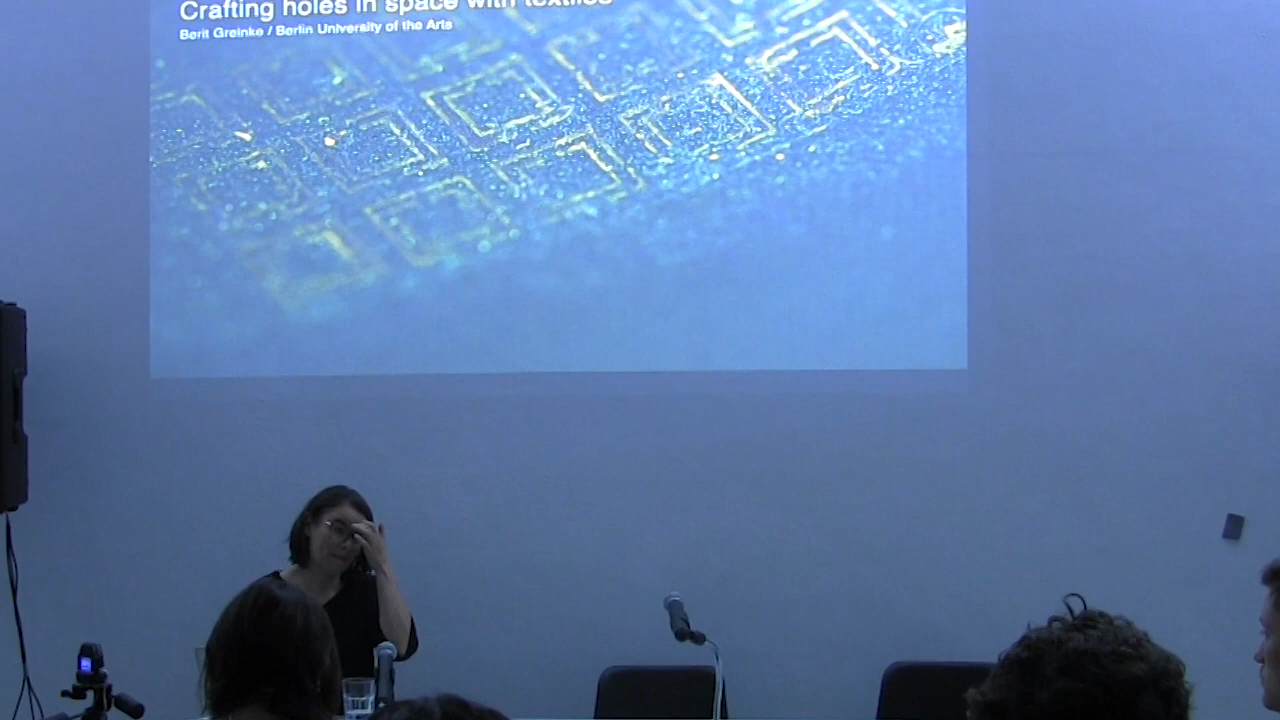 Crafting holes in space with textiles
Berit Greinke / Berlin University of the Arts